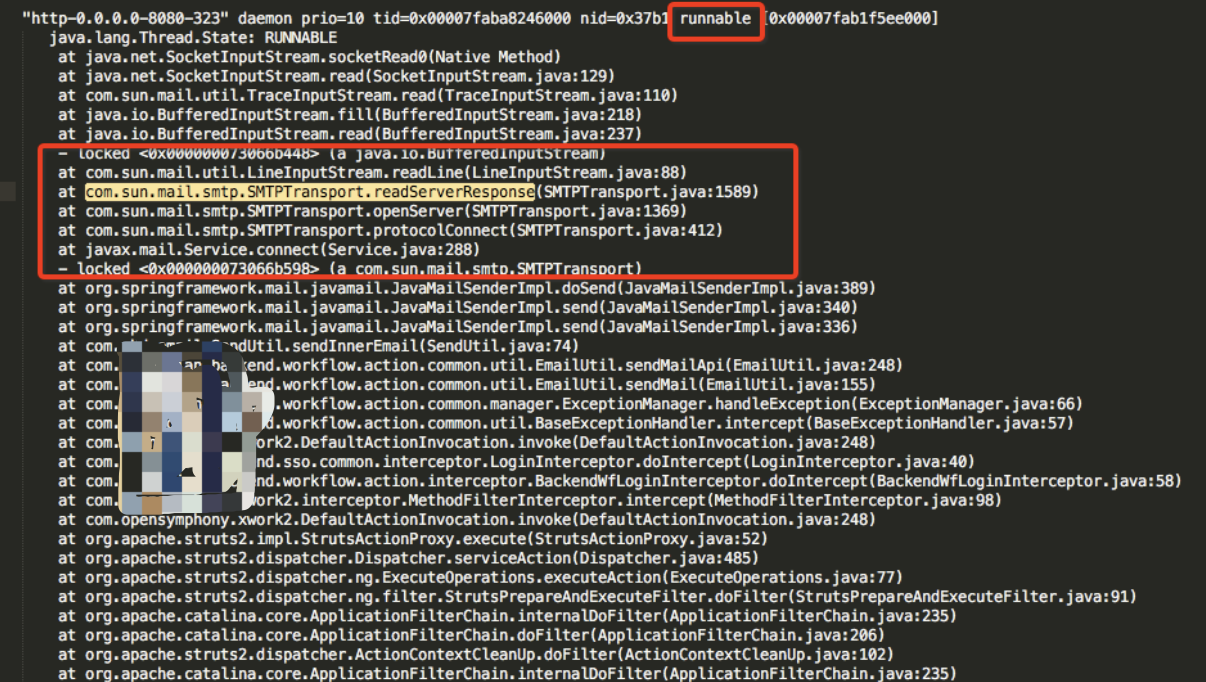 "http-0.0.0.0-8080-323" daemon prio=10 tid=0x00007faba8246000 nid=0x37b1 runnable [0x00007fab1f5ee000]
java.lang.Thread.State: RUNNABLE
at java.net.SocketInputStream.socketRead0(Native Method)
at java.net.SocketInputStream.read(SocketInputStream.java:129)
at com.sun.mail.util.TraceInputStream.read(TraceInputStream.java:110)
at java.io.BufferedInputStream.fill(BufferedInputStream.java:218)
at java.io.BufferedInputStream.read(BufferedInputStream.java:237)
- locked <0x000000073066b448> (a java.io.BufferedInputStream)
at com.sun.mail.util.LineInputStream.readLine(LineInputStream.java:88)
at com.sun.mail.smtp.SMTPTransport.readServerResponse(SMTPTransport.java:1589)
at com.sun.mail.smtp.SMTPTransport.openServer(SMTPTransport.java:1369)
at com.sun.mail.smtp.SMTPTransport.protocolConnect(SMTPTransport.java:412)
at javax.mail.Service.connect(Service.java:288)
- locked <0x000000073066b598> (a com.sun.mail.smtp.SMTPTransport)
at org.springframework.mail.javamail.JavaMailSenderImpl.doSend(JavaMailSenderImpl.java:389)
at org.springframework.mail.javamail.JavaMailSenderImpl.send(JavaMailSenderImpl.java:340)
at org.springframework.mail.javamail.JavaMailSenderImpl.send(JavaMailSenderImpl.java:336)
at com. ndUtil.sendInnerEmail(SendUtil.java:74)
at com. kend.workflow.action.common.util.EmailUtil.sendMailApi(EmailUtil.java:248)
at com. end.workflow.action.common.util.EmailUtil.sendMail(EmailUtil.java:155)
at com. .workflow.action.common.manager.ExceptionManager.handleException(ExceptionManager.java:66)
at com. .workflow.action.common.util.BaseExceptionHandler.intercept(BaseExceptionHandler.java:57)
at com. ork2.DefaultActionInvocation.invoke(DefaultActionInvocation.java:248)
at com. nd.sso.common.interceptor.LoginInterceptor.doIntercept(LoginInterceptor.java:40)
at com. nd.workflow.action.interceptor.BackendWfLoginInterceptor.doIntercept(BackendWfLoginInterceptor.java:58)
at com. work2.interceptor.MethodFilterInterceptor.intercept(MethodFilterInterceptor.java:98)
at com.opensymphony.xwork2.DefaultActionInvocation.invoke(DefaultActionInvocation.java:248)
at org.apache.struts2.impl.StrutsActionProxy.execute(StrutsActionProxy.java:52)
at org.apache.struts2.dispatcher.Dispatcher.serviceAction(Dispatcher.java:485)
at org.apache.struts2.dispatcher.ng.ExecuteOperations.executeAction(ExecuteOperations.java:77)
at org.apache.struts2.dispatcher.ng.filter.StrutsPrepareAndExecuteFilter.doFilter(StrutsPrepareAndExecuteFilter.java:91)
at org.apache.catalina.core.ApplicationFilterChain.internalDoFilter(ApplicationFilterChain.java:235)
at org.apache.catalina.core.ApplicationFilterChain.doFilter(ApplicationFilterChain.java:206)
at org.apache.struts2.dispatcher.ActionContextCleanUp.doFilter(ActionContextCleanUp.java:102)
at org.apache.catalina.core.ApplicationFilterChain.internalDoFilter(ApplicationFilterChain.java:235)